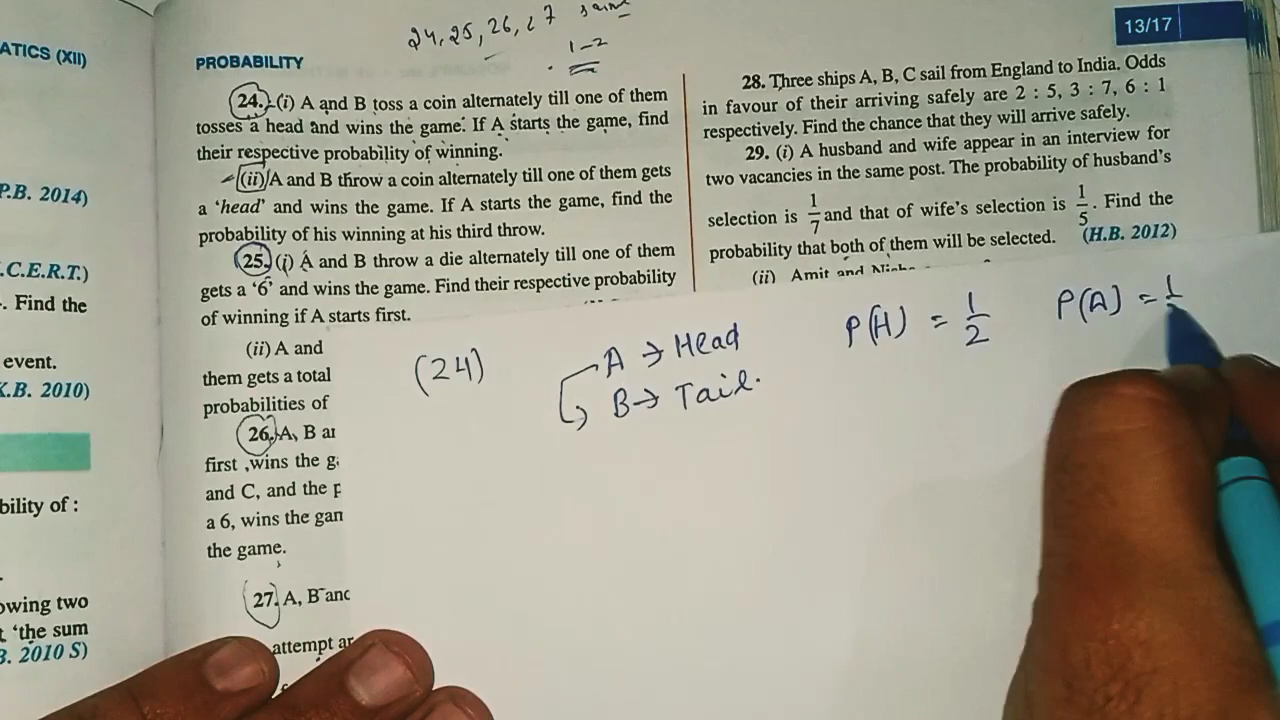 ATICS (XII)
P.B. 2014)
.C.E.R.T.)
. Find the
event.
K.B. 2010)
bility of :
owing two
t 'the sum
B. 2010 S)
24, 25, 26, 27 same
1-2
PROBABILITY
24. (i) A and B toss a coin alternately till one of them
tosses a head and wins the game. If A starts the game, find
their respective probability of winning.
(ii) A and B throw a coin alternately till one of them gets
a 'head' and wins the game. If A starts the game, find the
probability of his winning at his third throw.
25. (i) A and B throw a die alternately till one of them
gets a '6' and wins the game. Find their respective probability
of winning if A starts first.
(ii) A and
them gets a total
probabilities of
26. A, B
first, wins the
and C, and the
a 6, wins the
the game.
27. A, B and
attempt
13/17
28. Three ships A, B, C sail from England to India. Odds
in favour of their arriving safely are 2 : 5, 3 : 7, 6 : 1
respectively. Find the chance that they will arrive safely.
29. (i) A husband and wife appear in an interview for
two vacancies in the same post. The probability of husband's
selection is 1/7 and that of wife's selection is 1/5. Find the
probability that both of them will be selected. (H.B. 2012)
(ii) Amit and
(24) A → Head P(H) = 1/2 P(A) = 1
B → Tail.